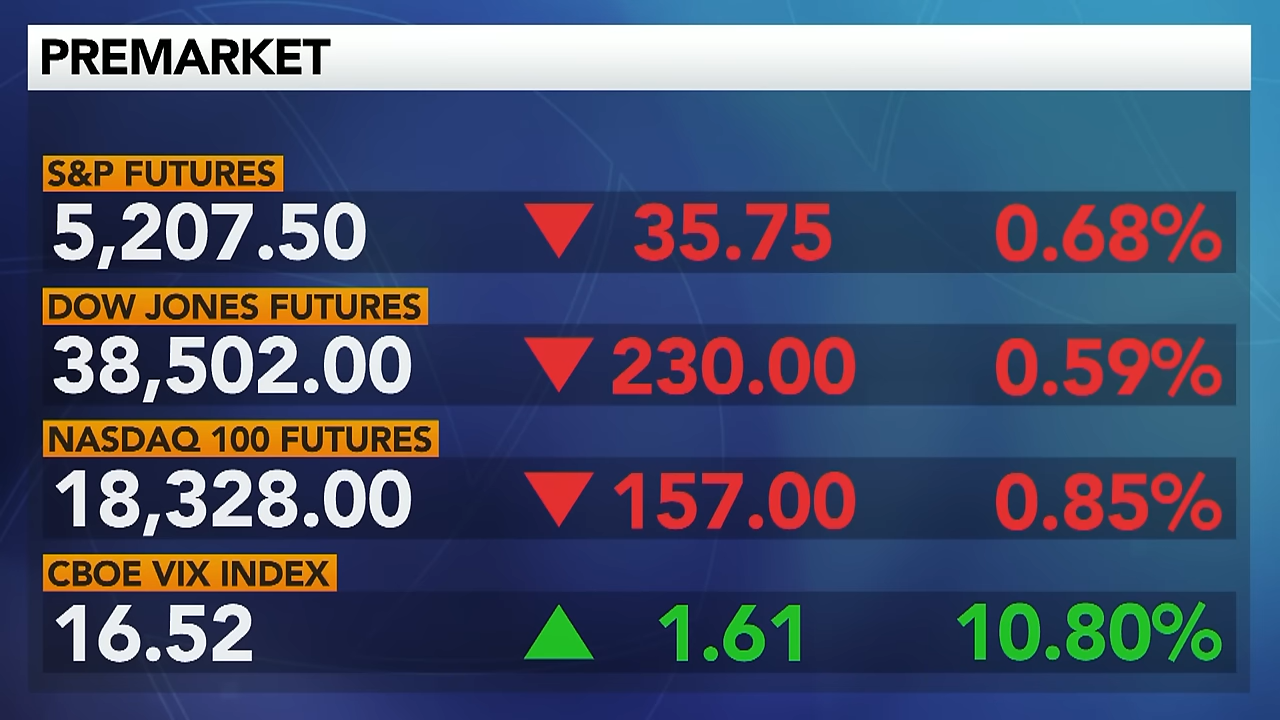 PREMARKET
S&P FUTURES
5,207.50 ▼ 35.75 0.68%
DOW JONES FUTURES
38,502.00 ▼ 230.00 0.59%
NASDAQ 100 FUTURES
18,328.00 ▼ 157.00 0.85%
CBOE VIX INDEX
16.52 ▲ 1.61 10.80%